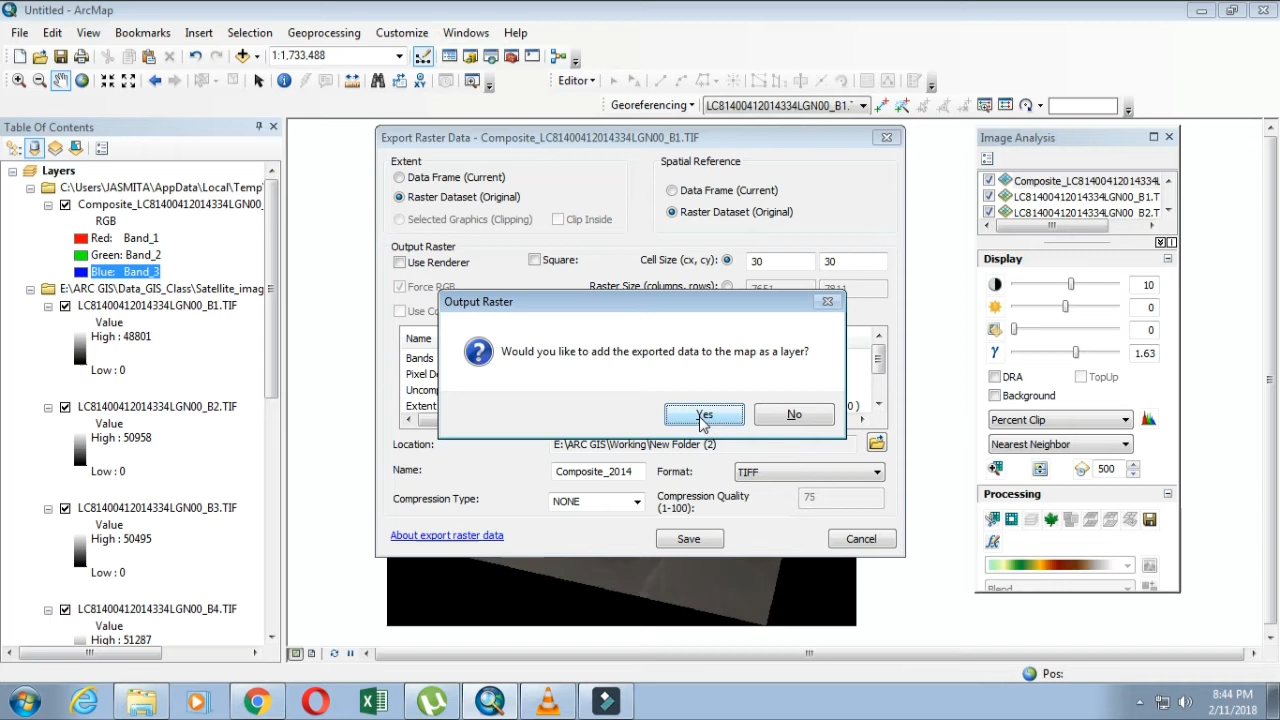 Untitled - ArcMap
File Edit View Bookmarks Insert Selection Geoprocessing Customize Windows Help
1:1,733,488
Editor
Georeferencing LC81400412014334LGN00_B1.
Table Of Contents
Layers
C:\Users\JASMITA\AppData\Local\Temp
Composite_LC81400412014334LGN00_
RGB
Red: Band_1
Green: Band_2
Blue: Band_3
E:\ARC GIS\Data_GIS_Class\Satellite_imag
LC81400412014334LGN00_B1.TIF
Value
High : 48801
Low : 0
LC81400412014334LGN00_B2.TIF
Value
High : 50958
Low : 0
LC81400412014334LGN00_B3.TIF
Value
High : 50495
Low : 0
LC81400412014334LGN00_B4.TIF
Value
High : 51287
Export Raster Data - Composite_LC81400412014334LGN00_B1.TIF
Extent
Data Frame (Current)
Raster Dataset (Original)
Selected Graphics (Clipping) Clip Inside
Spatial Reference
Data Frame (Current)
Raster Dataset (Original)
Output Raster
Use Renderer Square: Cell Size (cx, cy): 30 30
Force RGB Raster Size (columns, rows): 7651 7811
Use Co
Name
Bands
Pixel De
Uncomp
Extent 0 )
Output Raster
Would you like to add the exported data to the map as a layer?
Yes No
Location: E:\ARC GIS\Working\New Folder (2)
Name: Composite_2014 Format: TIFF
Compression Type: NONE Compression Quality (1-100): 75
About export raster data Save Cancel
Image Analysis
Composite_LC81400412014334L
LC81400412014334LGN00_B1.T
LC81400412014334LGN00_B2.T
Display
10
0
0
γ 1.63
DRA TopUp
Background
Percent Clip
Nearest Neighbor
500
Processing
Blend
Pos:
8:44 PM
2/11/2018